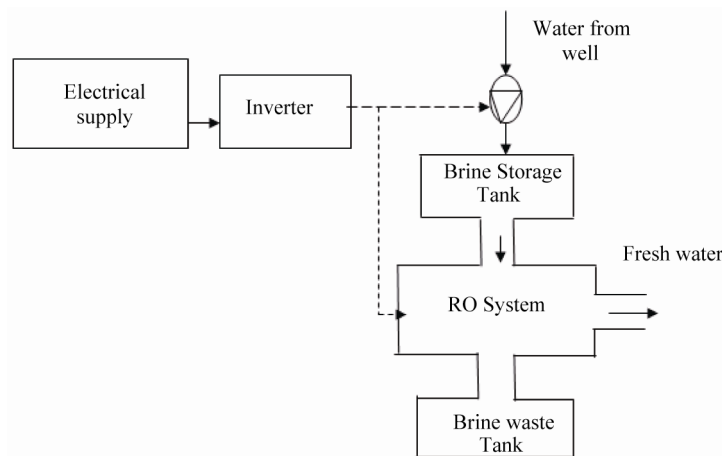 Water from
well
Electrical
supply
Inverter
Brine Storage
Tank
Fresh water
RO System
Brine waste
Tank